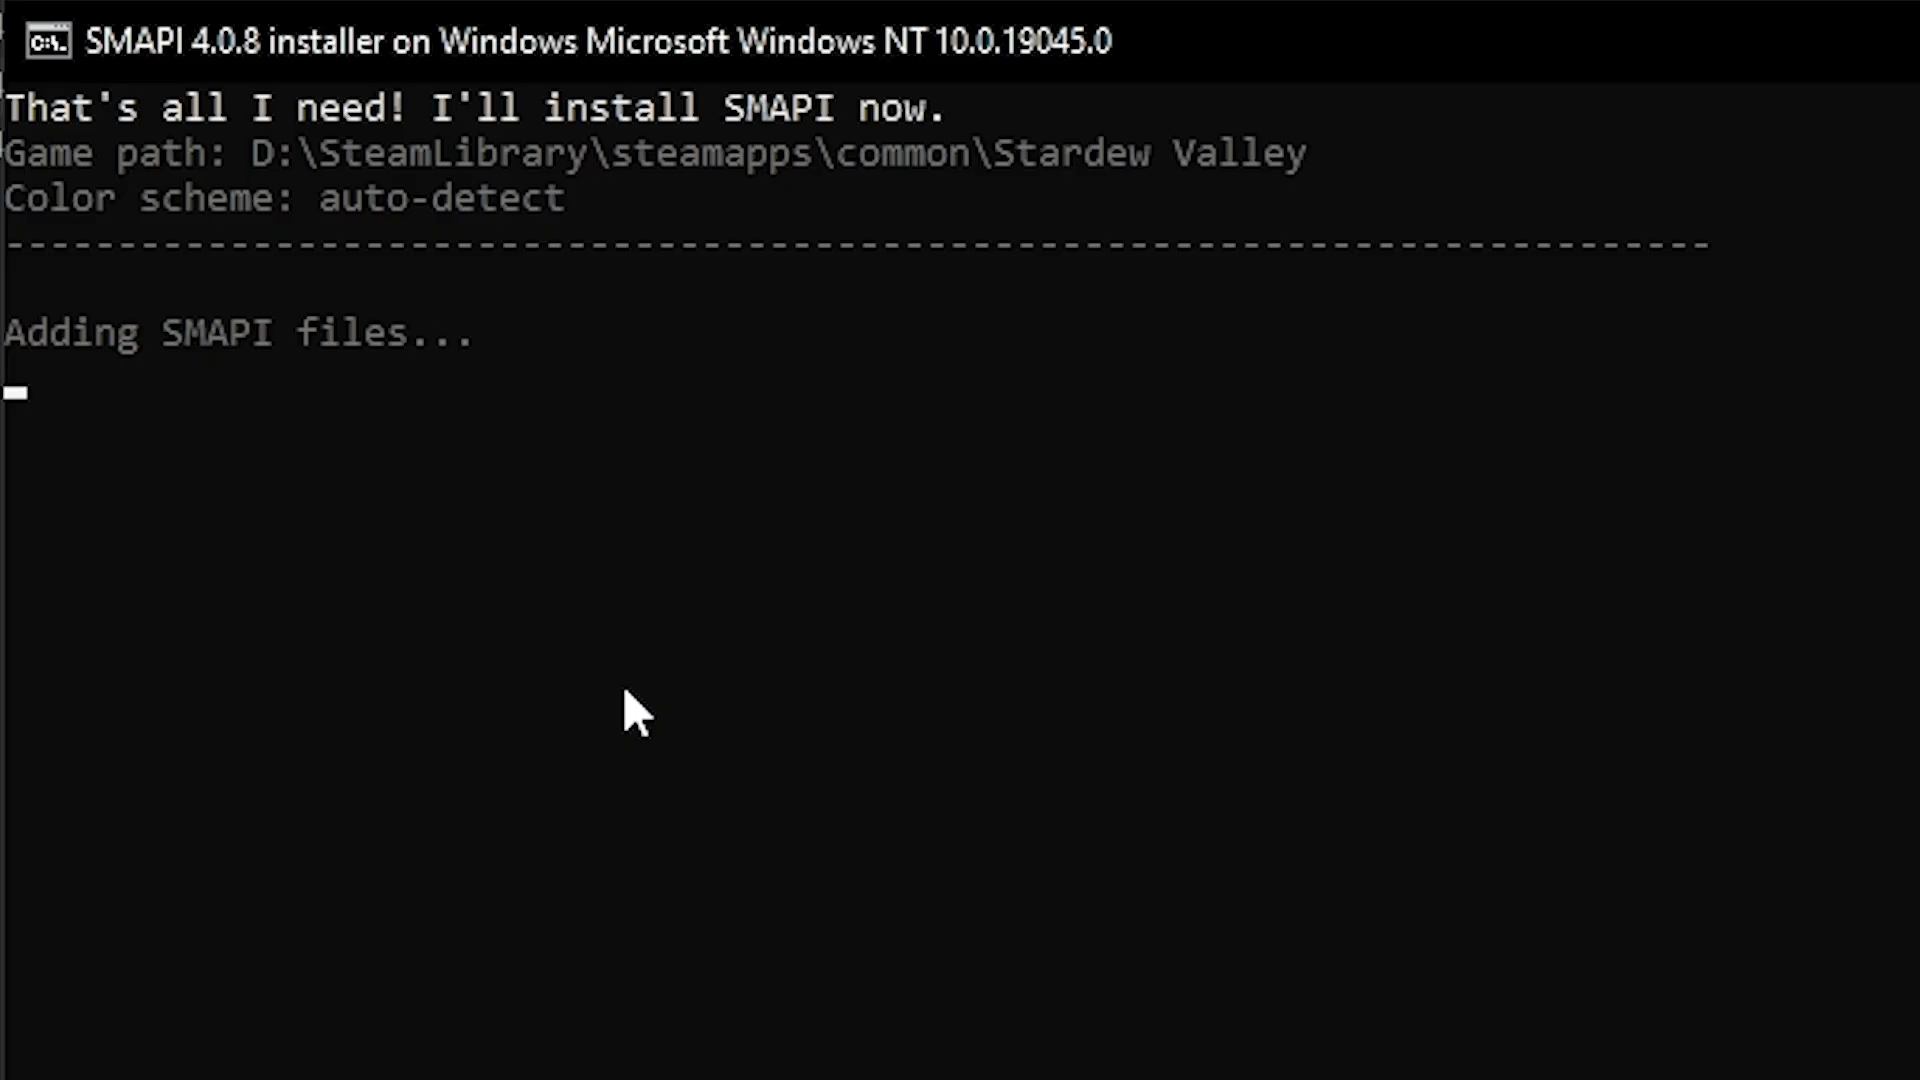 SMAPI 4.0.8 installer on Windows Microsoft Windows NT 10.0.19045.0
That's all I need! I'll install SMAPI now.
Game path: D:\SteamLibrary\steamapps\common\Stardew Valley
Color scheme: auto-detect
----------------------------------------------------------------------------
Adding SMAPI files...